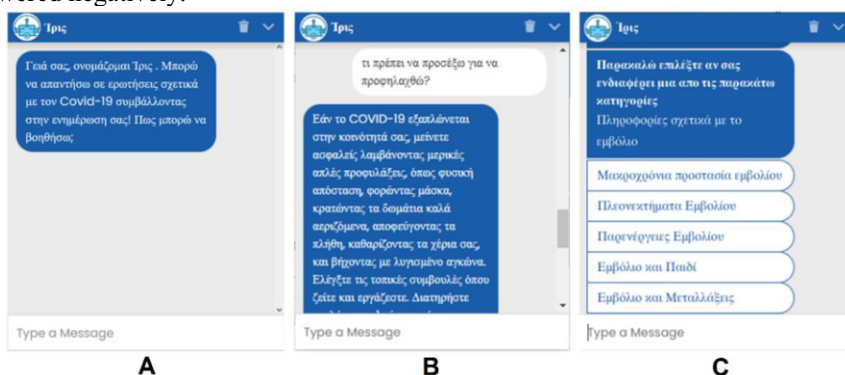 wered negatively.
Ίρις
Γειά σας, ονομάζομαι Ίρις . Μπορώ
να απαντήσω σε ερωτήσεις σχετικά
με τον Covid-19 συμβάλλοντας
στην ενημέρωση σας! Πως μπορώ να
βοηθήσω;
Type a Message
A
Ίρις
τι πρέπει να προσέξω για να
προφηλαχθώ?
Εάν το COVID-19 εξαπλώνεται
στην κοινότητά σας, μείνετε
ασφαλείς λαμβάνοντας μερικές
απλές προφυλάξεις, όπως φυσική
απόσταση, φορώντας μάσκα,
κρατώντας τα δωμάτια καλά
αεριζόμενα, αποφεύγοντας τα
πλήθη, καθαρίζοντας τα χέρια σας,
και βήχοντας με λυγισμένο αγκώνα.
Ελέγξτε τις τοπικές συμβουλές όπου
ζείτε και εργάζεστε. Διατηρήστε
Type a Message
B
Ίρις
Παρακαλώ επιλέξτε αν σας
ενδιαφέρει μια απο τις παρακάτω
κατηγορίες
Πληροφορίες σχετικά με το
εμβόλιο
Μακροχρόνια προστασία εμβολίου
Πλεονεκτήματα Εμβολίου
Παρενέργειες Εμβολίου
Εμβόλιο και Παιδί
Εμβόλιο και Μεταλλάξεις
Type a Message
C